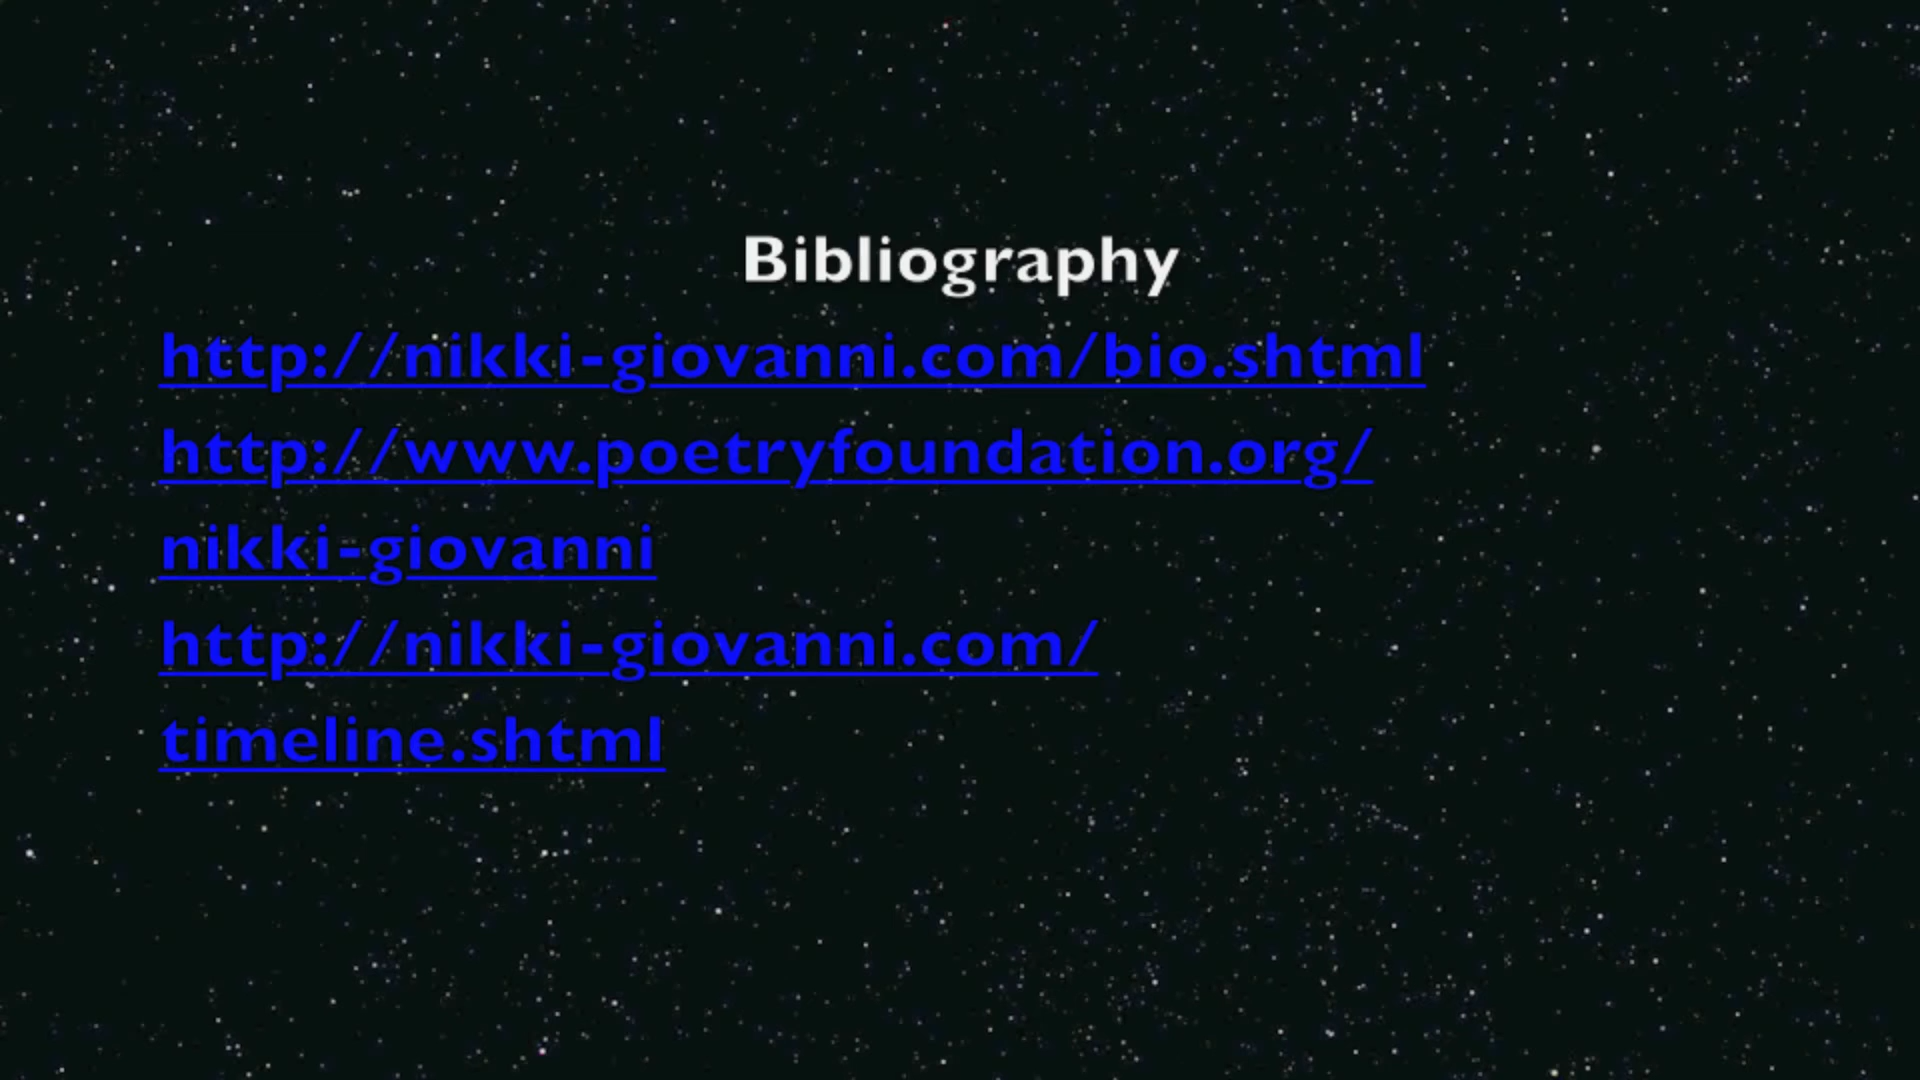 Bibliography
http://nikki-giovanni.com/bio.shtml
http://www.poetryfoundation.org/
nikki-giovanni
http://nikki-giovanni.com/
timeline.shtml